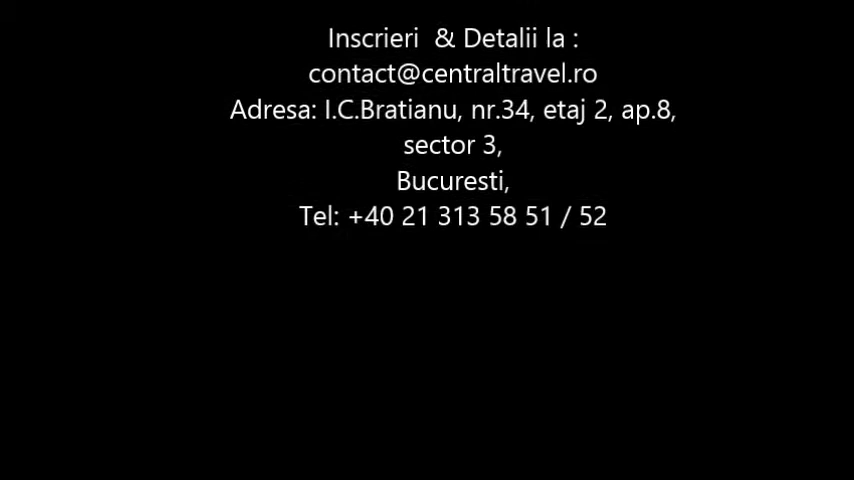 Inscrieri  & Detalii la :
contact@centraltravel.ro
Adresa: I.C.Bratianu, nr.34, etaj 2, ap.8,
sector 3,
Bucuresti,
Tel: +40 21 313 58 51 / 52